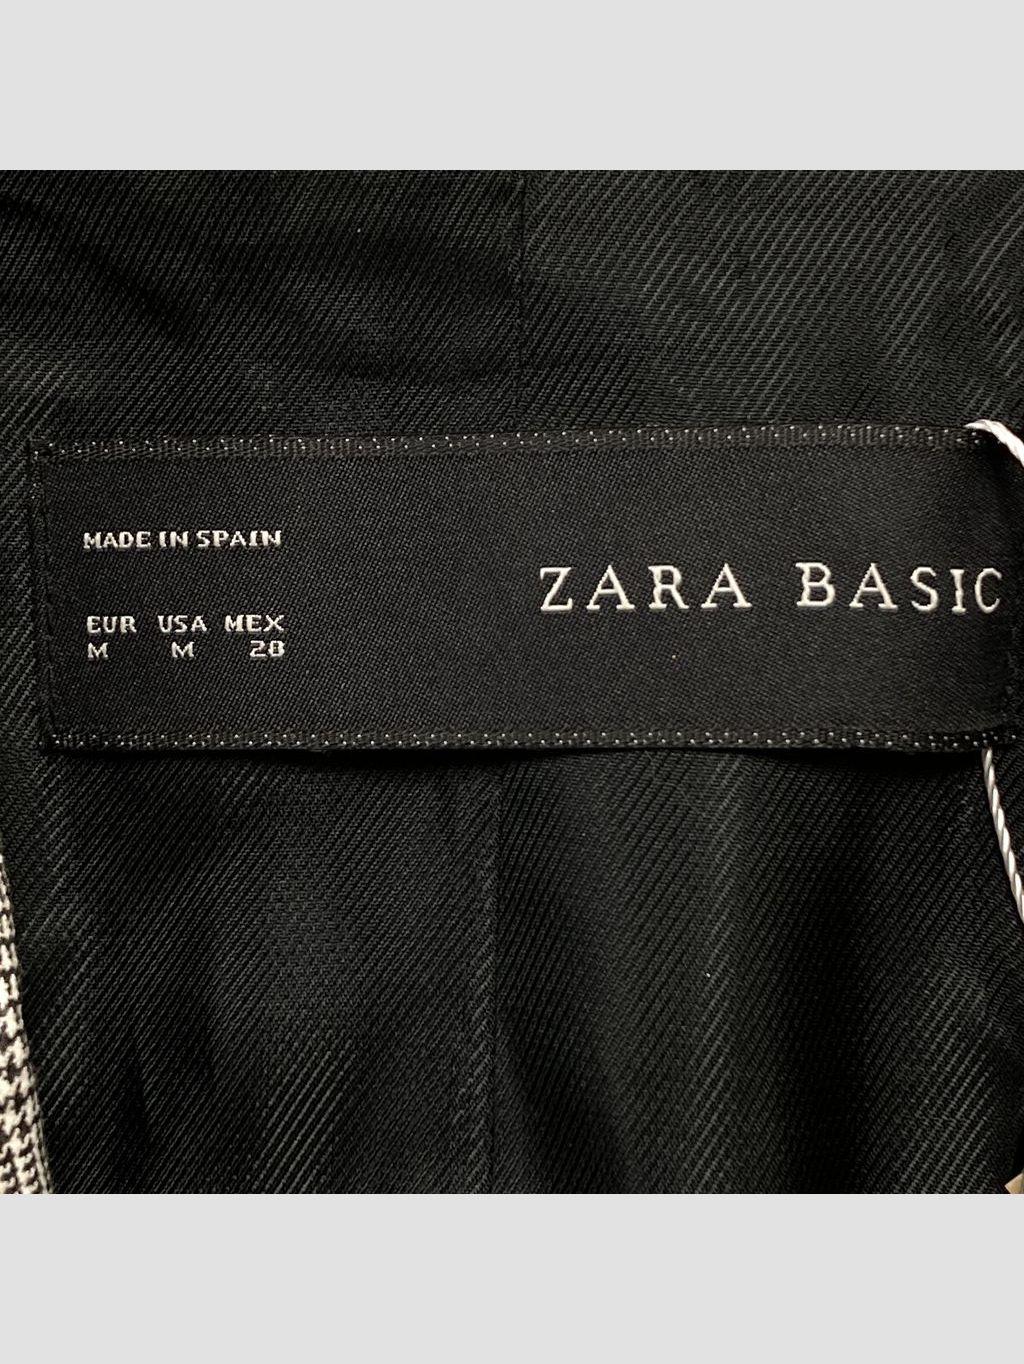 MADE IN SPAIN
ZARA BASIC
EUR USA MEX
M M 28